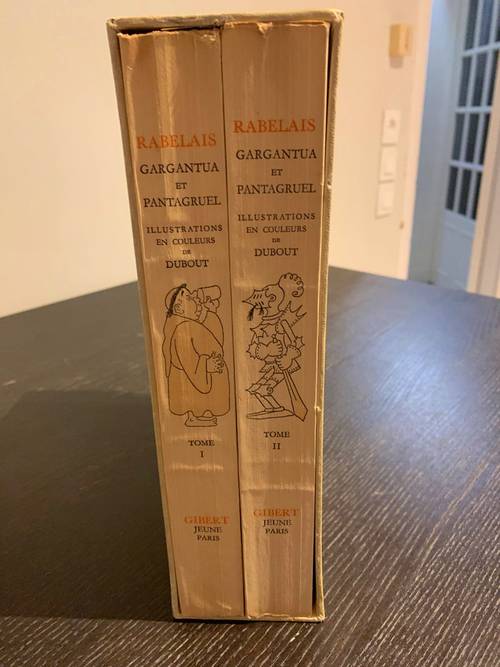 RABELAIS
GARGANTUA
ET
PANTAGRUEL
ILLUSTRATIONS
EN COULEURS
DE
DUBOUT
TOME
I
GIBERT
JEUNE
PARIS
RABELAIS
GARGANTUA
ET
PANTAGRUEL
ILLUSTRATIONS
EN COULEURS
DE
DUBOUT
TOME
II
GIBERT
JEUNE
PARIS